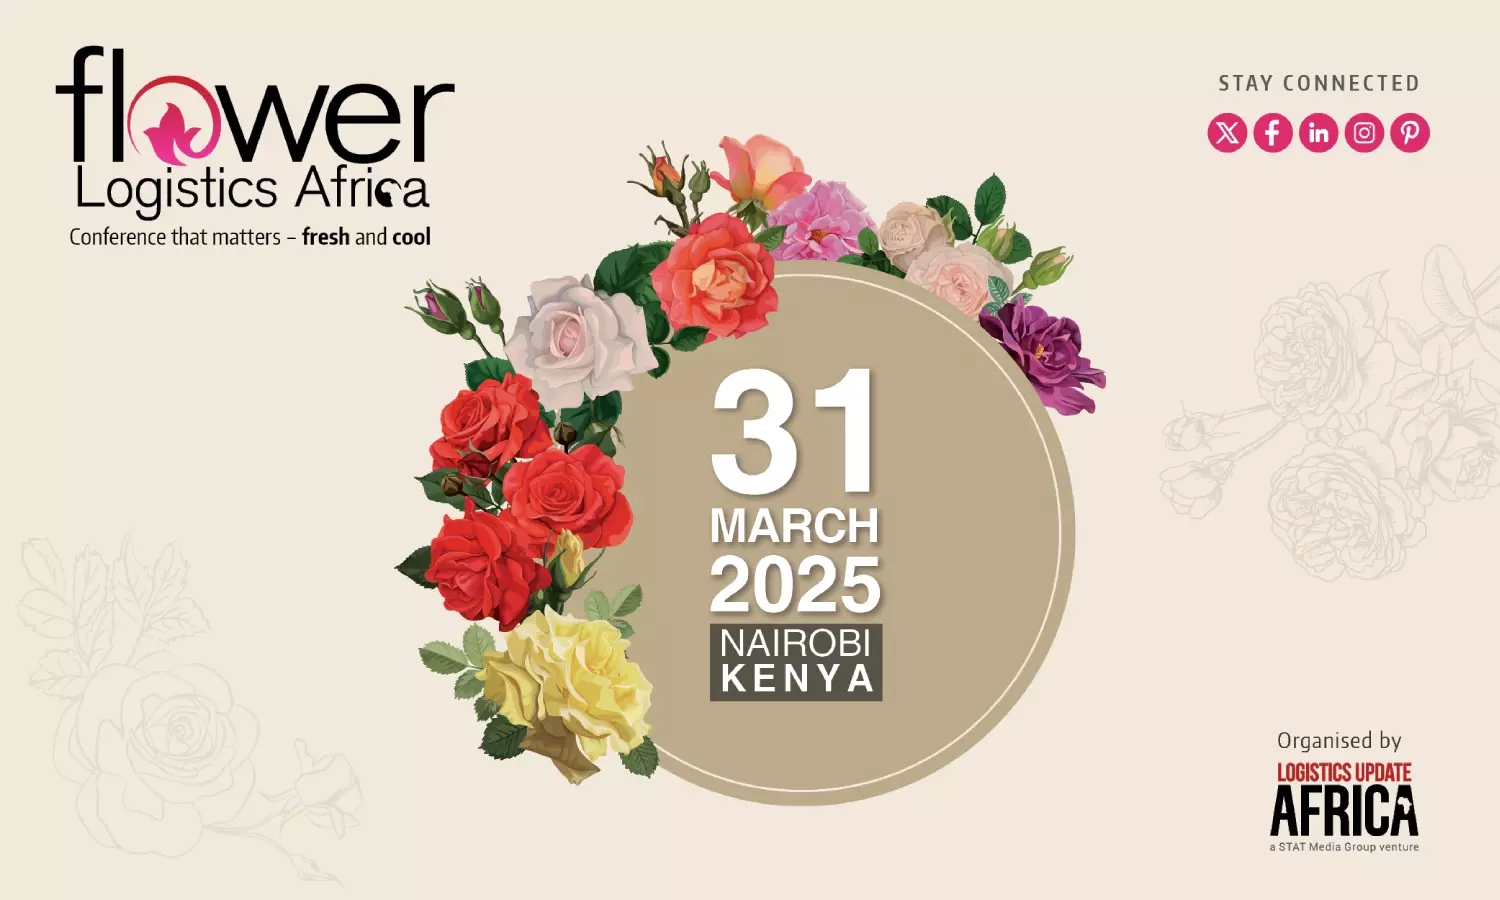 flower
Logistics Africa
Conference that matters – fresh and cool
STAY CONNECTED
31
MARCH
2025
NAIROBI
KENYA
Organised by
LOGISTICS UPDATE
AFRICA
a STAT Media Group venture